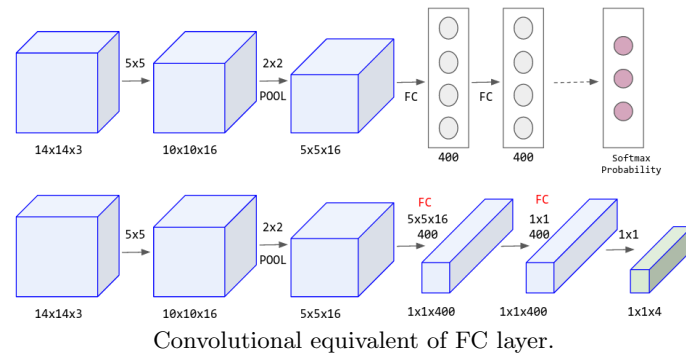 5x5
2x2
POOL
FC
FC
14x14x3
10x10x16
5x5x16
400
400
Softmax
Probability
5x5
2x2
POOL
FC
5x5x16
400
FC
1x1
400
1x1
14x14x3
10x10x16
5x5x16
1x1x400
1x1x400
1x1x4
Convolutional equivalent of FC layer.